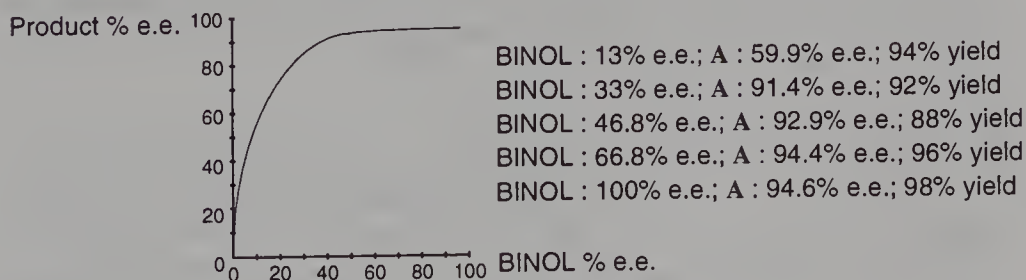 Product % e.e.
100
80
60
40
20
0
0 20 40 60 80 100
BINOL % e.e.
BINOL : 13% e.e.; A : 59.9% e.e.; 94% yield
BINOL : 33% e.e.; A : 91.4% e.e.; 92% yield
BINOL : 46.8% e.e.; A : 92.9% e.e.; 88% yield
BINOL : 66.8% e.e.; A : 94.4% e.e.; 96% yield
BINOL : 100% e.e.; A : 94.6% e.e.; 98% yield